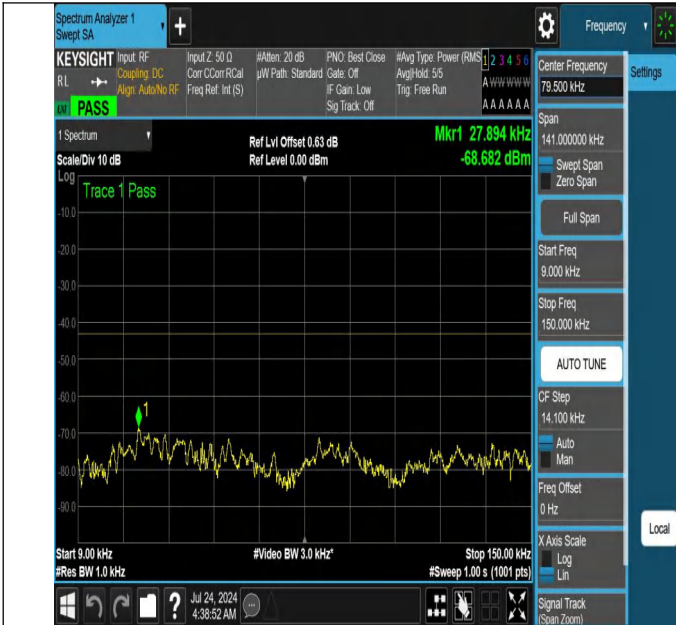 Spectrum Analyzer 1
Swept SA
+
Frequency
KEYSIGHT
RL
PASS
Input: RF
Coupling: DC
Align: Auto/No RF
Input Z: 50 Ω
Corr CCorr RCal
Freq Ref: Int (S)
#Atten: 20 dB
µW Path: Standard
PNO: Best Close
Gate: Off
IF Gain: Low
Sig Track: Off
#Avg Type: Power (RMS
Avg|Hold: 5/5
Trig: Free Run
1 2 3 4 5 6
A W W W W W
A A A A A A
1 Spectrum
Scale/Div 10 dB
Ref Lvl Offset 0.63 dB
Ref Level 0.00 dBm
Mkr1 27.894 kHz
-68.682 dBm
Log
Trace 1 Pass
-10.0
-20.0
-30.0
-40.0
-50.0
-60.0
1
-70.0
-80.0
-90.0
Start 9.00 kHz
#Res BW 1.0 kHz
#Video BW 3.0 kHz*
Stop 150.00 kHz
#Sweep 1.00 s (1001 pts)
?
Jul 24, 2024
4:38:52 AM
Center Frequency
79.500 kHz
Span
141.000000 kHz
Swept Span
Zero Span
Full Span
Start Freq
9.000 kHz
Stop Freq
150.000 kHz
AUTO TUNE
CF Step
14.100 kHz
Auto
Man
Freq Offset
0 Hz
X Axis Scale
Log
Lin
Signal Track
(Span Zoom)
Settings
Local